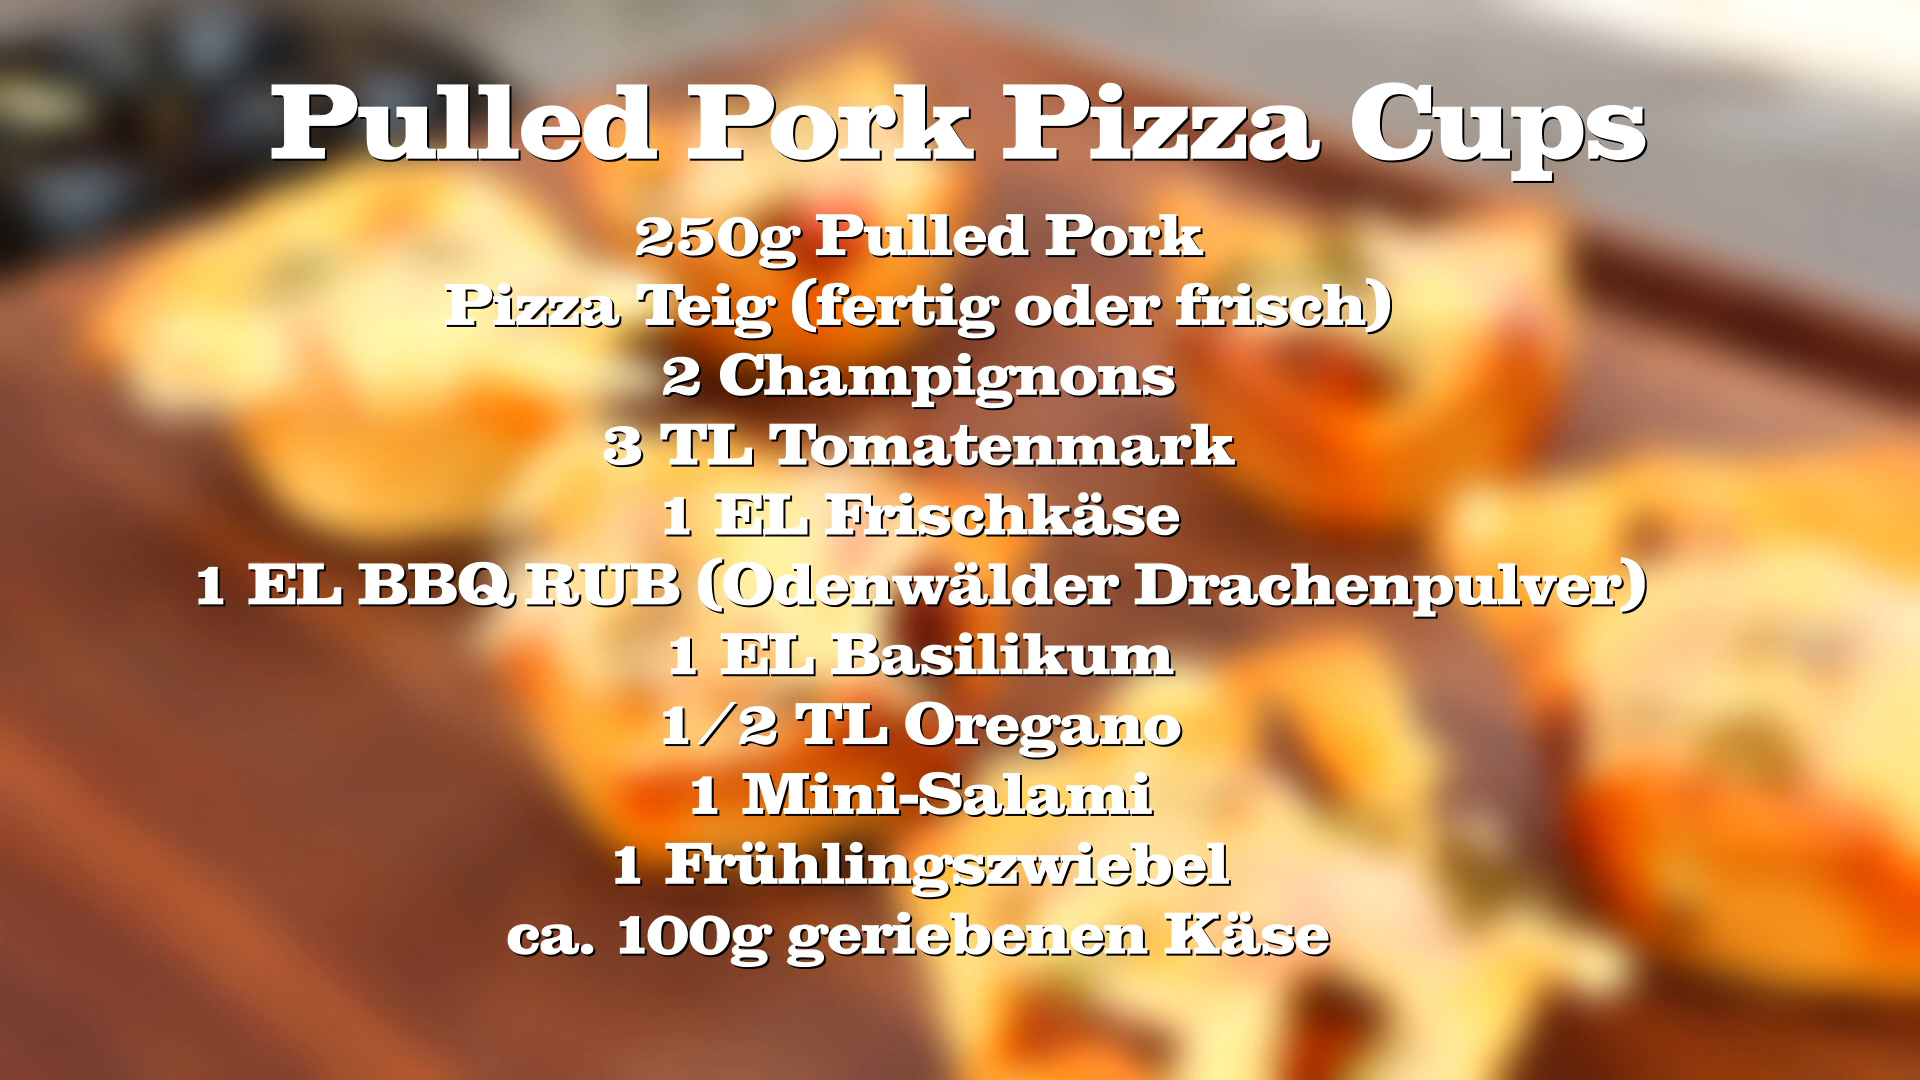 Pulled Pork Pizza Cups
250g Pulled Pork
Pizza Teig (fertig oder frisch)
2 Champignons
3 TL Tomatenmark
1 EL Frischkäse
1 EL BBQ RUB (Odenwälder Drachenpulver)
1 EL Basilikum
1/2 TL Oregano
1 Mini-Salami
1 Frühlingszwiebel
ca. 100g geriebenen Käse